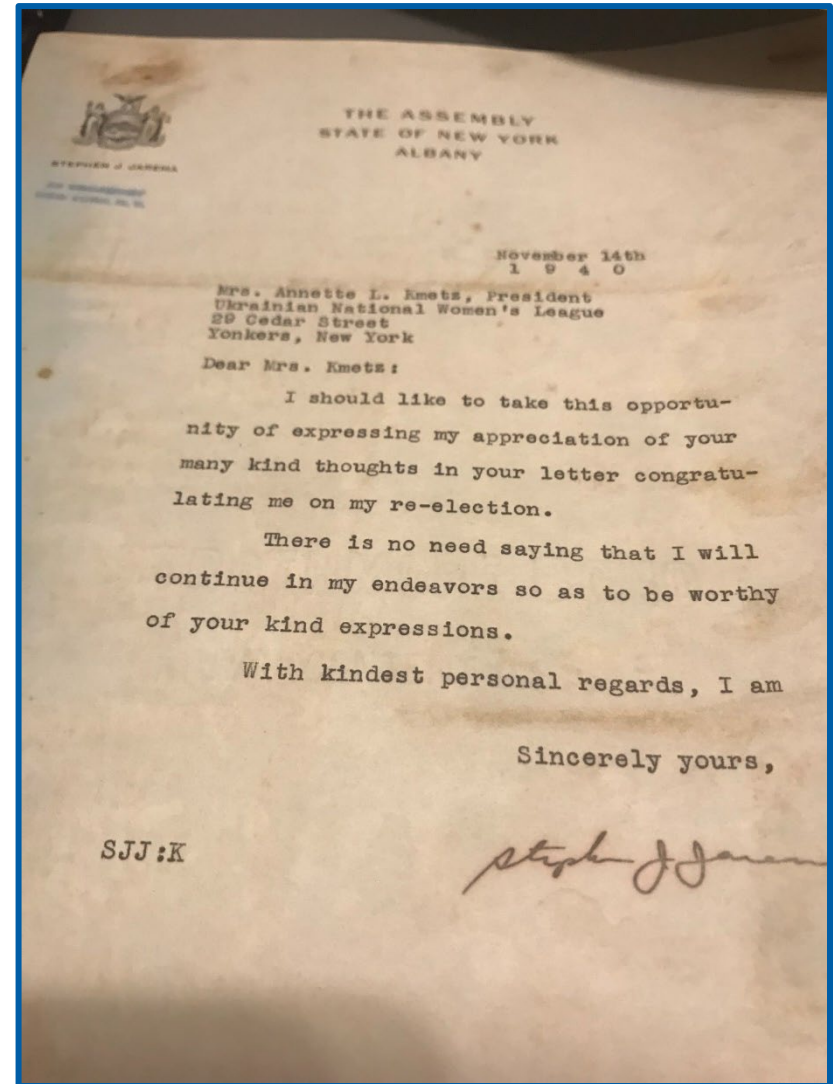 THE ASSEMBLY
STATE OF NEW YORK
ALBANY
STEPHEN J JAREMA
November 14th
1 9 4 0
Mrs. Annette L. Kmetz, President
Ukrainian National Women's League
29 Cedar Street
Yonkers, New York
Dear Mrs. Kmetz:
I should like to take this opportu-
nity of expressing my appreciation of your
many kind thoughts in your letter congratu-
lating me on my re-election.
There is no need saying that I will
continue in my endeavors so as to be worthy
of your kind expressions.
With kindest personal regards, I am
Sincerely yours,
SJJ:K
Stephen J Jarem